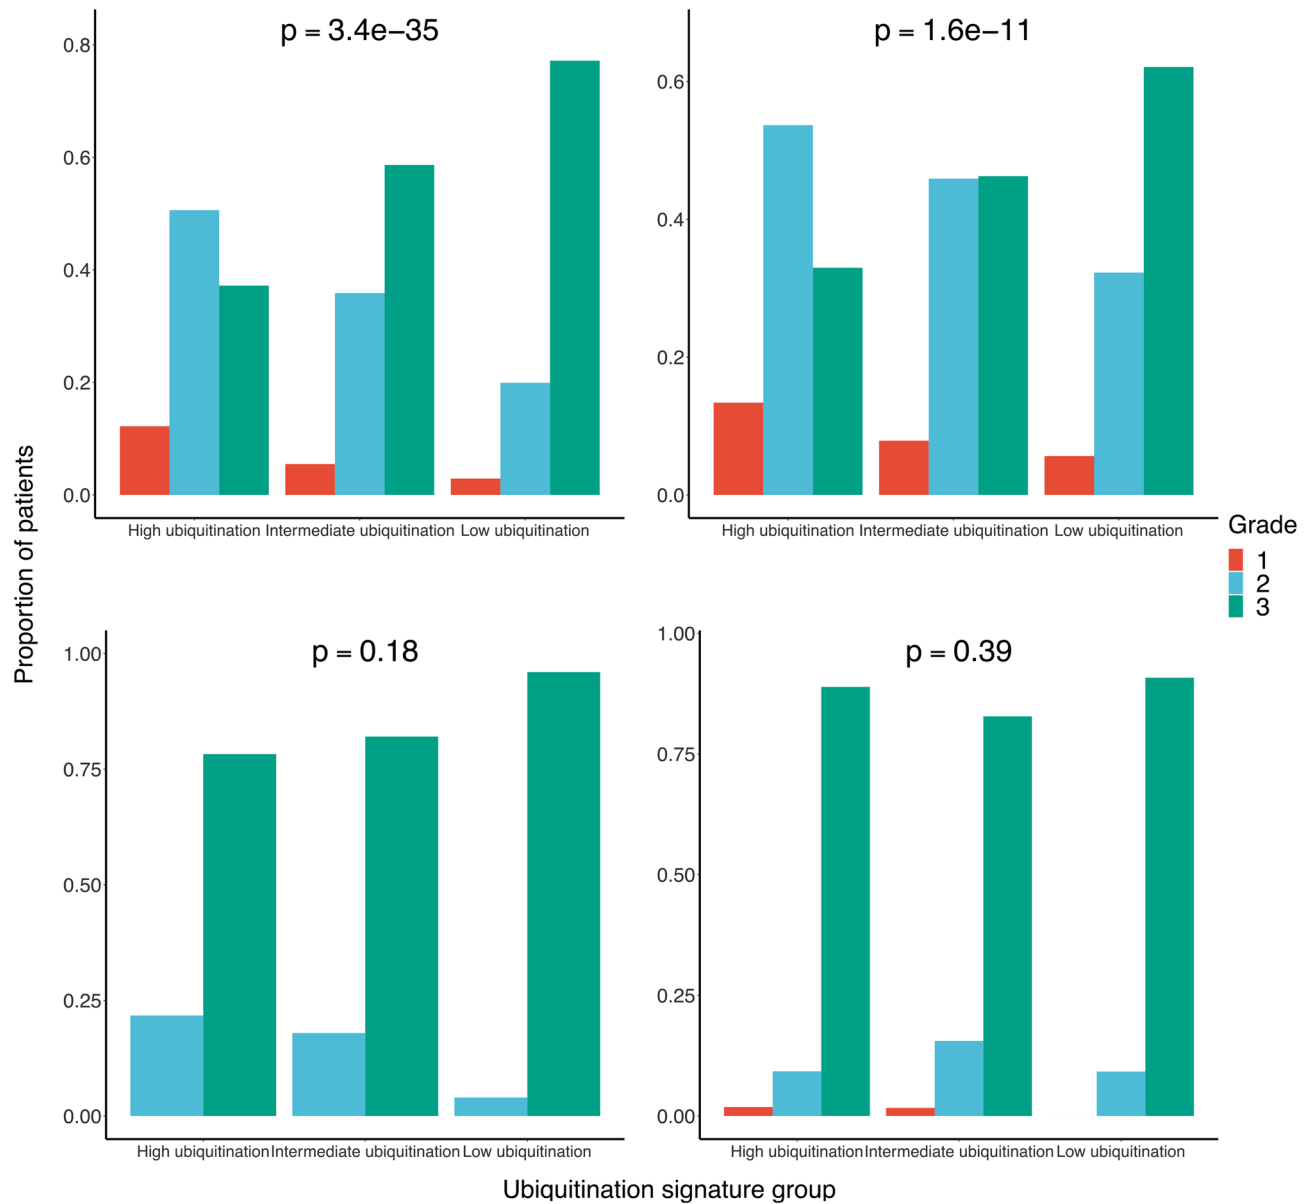 Proportion of patients
p = 3.4e−35
0.8
0.6
0.4
0.2
0.0
High ubiquitination Intermediate ubiquitination Low ubiquitination
p = 1.6e−11
0.6
0.4
0.2
0.0
High ubiquitination Intermediate ubiquitination Low ubiquitination
Grade
1
2
3
p = 0.18
1.00
0.75
0.50
0.25
0.00
High ubiquitination Intermediate ubiquitination Low ubiquitination
p = 0.39
1.00
0.75
0.50
0.25
0.00
High ubiquitination Intermediate ubiquitination Low ubiquitination
Ubiquitination signature group